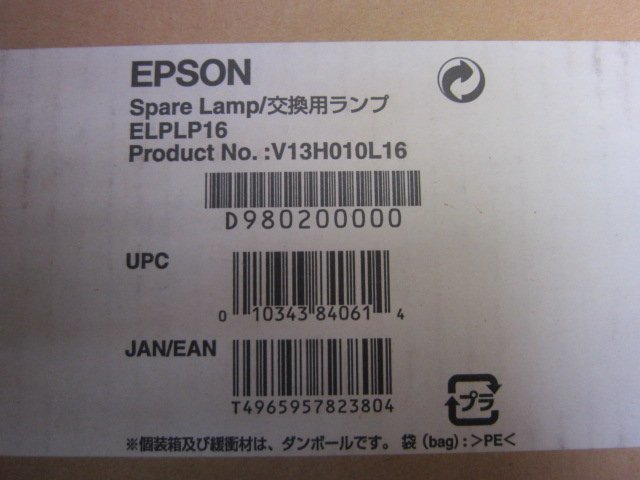 EPSON
Spare Lamp/交換用ランプ
ELPLP16
Product No. :V13H010L16
D980200000
UPC
0 10343 84061 4
JAN/EAN
T4965957823804
プラ
※個装箱及び緩衝材は、ダンボールです。 袋 (bag) : >PE<